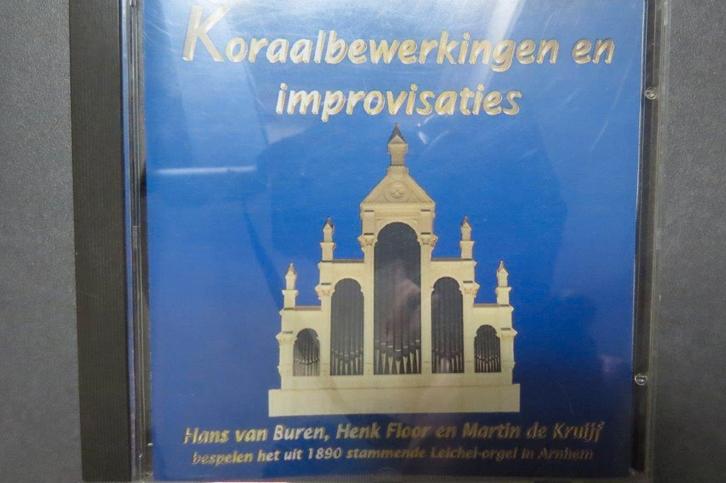 Koraalbewerkingen en
improvisaties
Hans van Buren, Henk Floor en Martin de Kruijf
bespelen het uit 1890 stammende Leichel-orgel in Arnhem